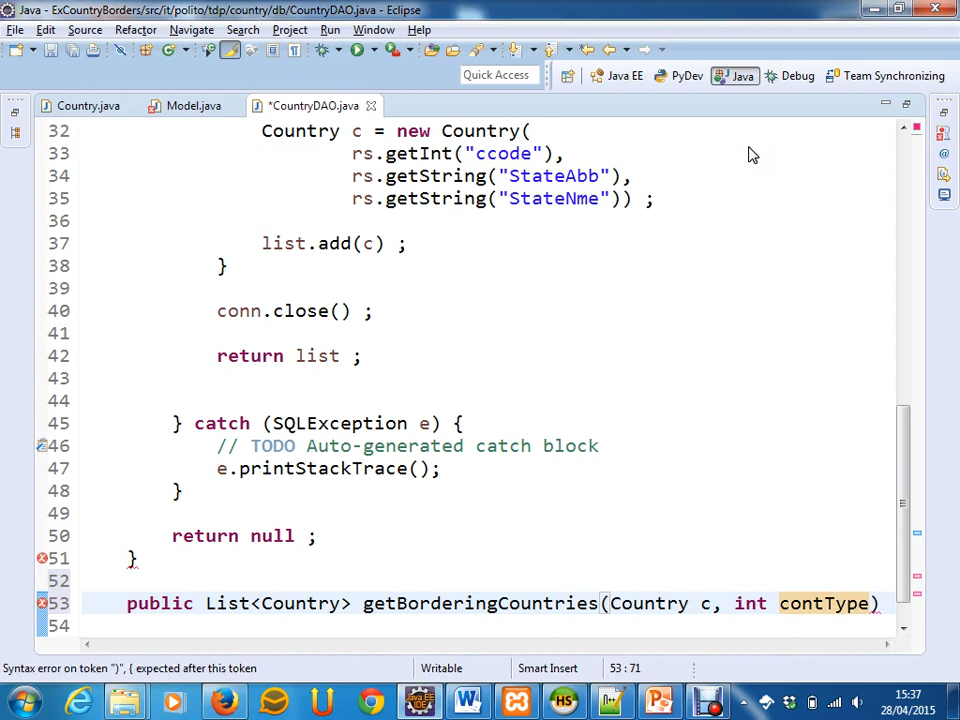 Java - ExCountryBorders/src/it/polito/tdp/country/db/CountryDAO.java - Eclipse
File Edit Source Refactor Navigate Search Project Run Window Help
Quick Access Java EE PyDev Java Debug Team Synchronizing
Country.java Model.java *CountryDAO.java
32 Country c = new Country(
33 rs.getInt("ccode"),
34 rs.getString("StateAbb"),
35 rs.getString("StateNme")) ;
36
37 list.add(c) ;
38 }
39
40 conn.close() ;
41
42 return list ;
43
44
45 } catch (SQLException e) {
46 // TODO Auto-generated catch block
47 e.printStackTrace();
48 }
49
50 return null ;
51 }
52
53 public List<Country> getBorderingCountries(Country c, int contType)
54
Syntax error on token ")", { expected after this token Writable Smart Insert 53 : 71
15:37
28/04/2015